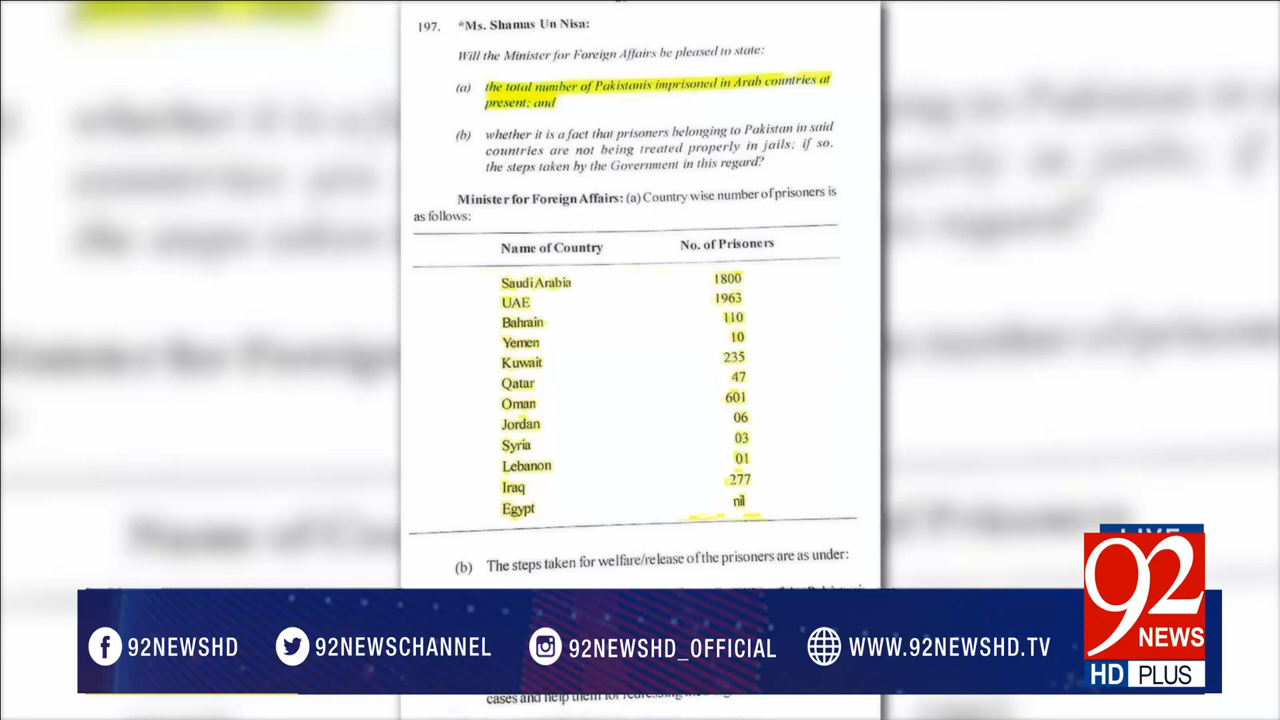 197. *Ms. Shamas Un Nisa:
Will the Minister for Foreign Affairs be pleased to state:
(a) the total number of Pakistanis imprisoned in Arab countries at
present; and
(b) whether it is a fact that prisoners belonging to Pakistan in said
countries are not being treated properly in jails; if so,
the steps taken by the Government in this regard?
Minister for Foreign Affairs: (a) Country wise number of prisoners is
as follows:
Name of Country No. of Prisoners
Saudi Arabia 1800
UAE 1963
Bahrain 110
Yemen 10
Kuwait 235
Qatar 47
Oman 601
Jordan 06
Syria 03
Lebanon 01
Iraq 277
Egypt nil
(b) The steps taken for welfare/release of the prisoners are as under:
LIVE
92
NEWS
HD PLUS
92NEWSHD 92NEWSCHANNEL 92NEWSHD_OFFICIAL WWW.92NEWSHD.TV
cases and help them for